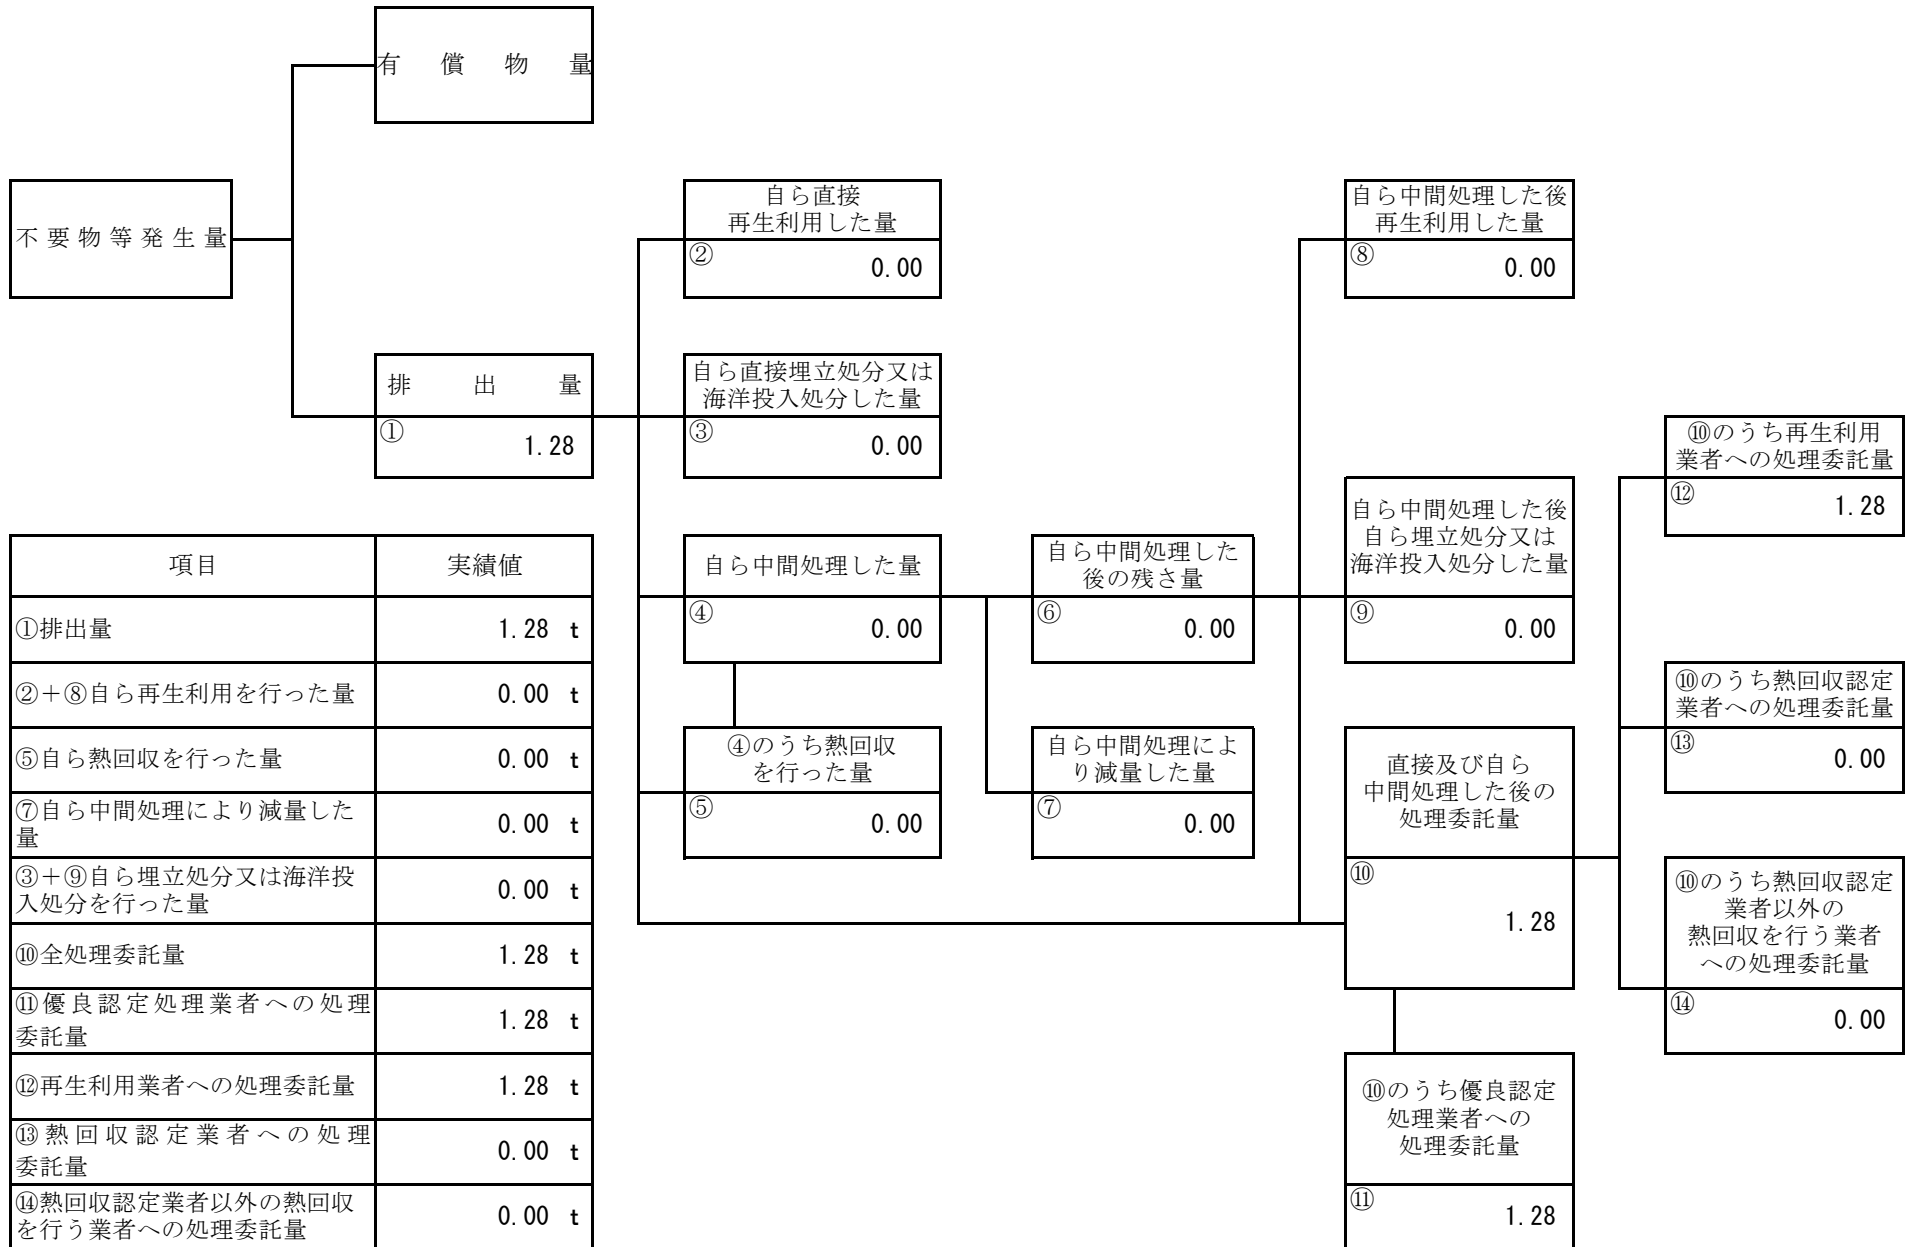 有償物量
不要物等発生量
自ら直接
再生利用した量
②
0.00
自ら中間処理した後
再生利用した量
⑧
0.00
排出量
①
1.28
自ら直接埋立処分又は
海洋投入処分した量
③
0.00
⑩のうち再生利用
業者への処理委託量
⑫
1.28
自ら中間処理した量
④
0.00
自ら中間処理した
後の残さ量
⑥
0.00
自ら中間処理した後
自ら埋立処分又は
海洋投入処分した量
⑨
0.00
⑩のうち熱回収認定
業者への処理委託量
⑬
0.00
④のうち熱回収
を行った量
⑤
0.00
自ら中間処理によ
り減量した量
⑦
0.00
直接及び自ら
中間処理した後の
処理委託量
⑩
1.28
⑩のうち熱回収認定
業者以外の
熱回収を行う業者
への処理委託量
⑭
0.00
⑩のうち優良認定
処理業者への
処理委託量
⑪
1.28
項目 実績値
①排出量 1.28 t
②＋⑧自ら再生利用を行った量 0.00 t
⑤自ら熱回収を行った量 0.00 t
⑦自ら中間処理により減量した
量 0.00 t
③＋⑨自ら埋立処分又は海洋投
入処分を行った量 0.00 t
⑩全処理委託量 1.28 t
⑪優良認定処理業者への処理
委託量 1.28 t
⑫再生利用業者への処理委託量 1.28 t
⑬熱回収認定業者への処理
委託量 0.00 t
⑭熱回収認定業者以外の熱回収
を行う業者への処理委託量 0.00 t